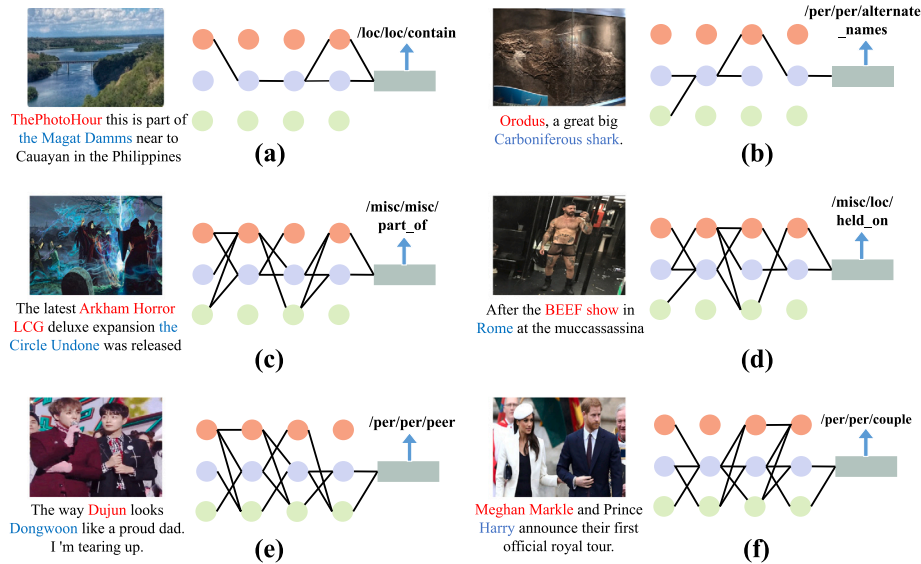 /loc/loc/contain
ThePhotoHour this is part of
the Magat Damms near to
Cauayan in the Philippines
(a)
/per/per/alternate
_names
Orodus, a great big
Carboniferous shark.
(b)
/misc/misc/
part_of
The latest Arkham Horror
LCG deluxe expansion the
Circle Undone was released
(c)
/misc/loc/
held_on
After the BEEF show in
Rome at the muccassassina
(d)
/per/per/peer
The way Dujun looks
Dongwoon like a proud dad.
I 'm tearing up.
(e)
/per/per/couple
Meghan Markle and Prince
Harry announce their first
official royal tour.
(f)